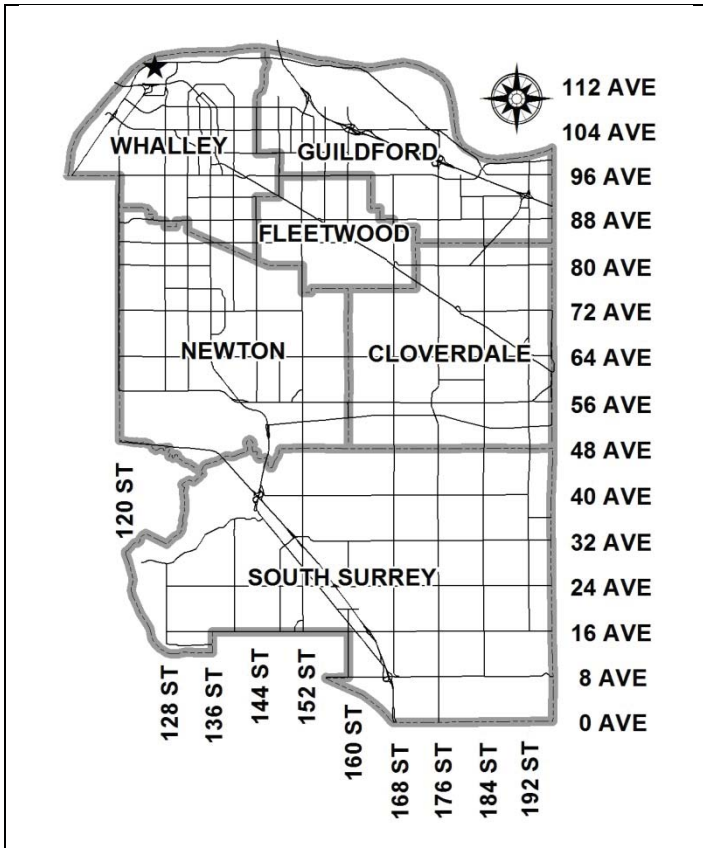 112 AVE
104 AVE
WHALLEY
GUILDFORD
96 AVE
88 AVE
FLEETWOOD
80 AVE
72 AVE
NEWTON
CLOVERDALE
64 AVE
56 AVE
48 AVE
120 ST
40 AVE
32 AVE
SOUTH SURREY
24 AVE
16 AVE
8 AVE
0 AVE
128 ST
136 ST
144 ST
152 ST
160 ST
168 ST
176 ST
184 ST
192 ST